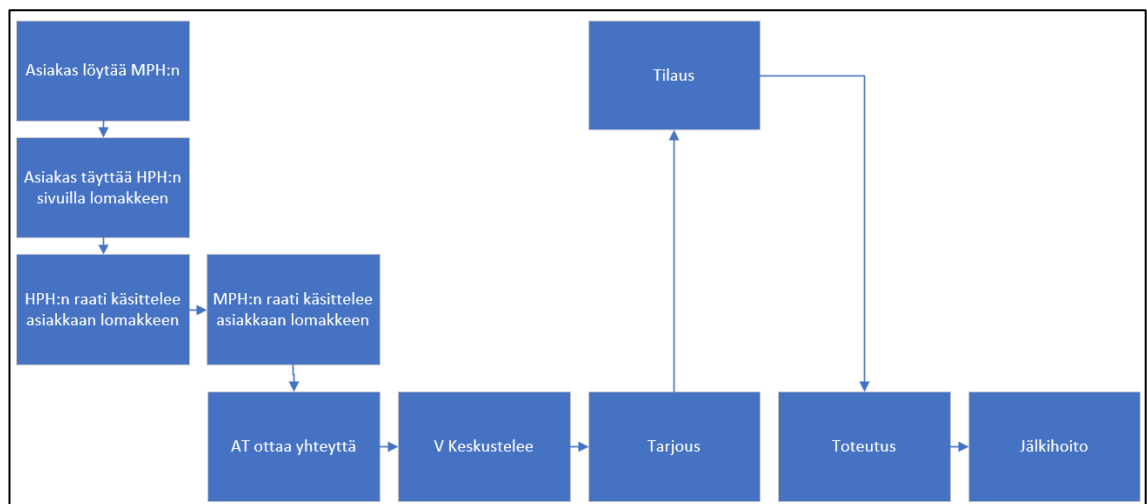 Asiakas löytää MPH:n
Asiakas täyttää HPH:n
sivuilla lomakkeen
HPH:n raati käsittelee
asiakkaan lomakkeen
MPH:n raati käsittelee
asiakkaan lomakkeen
AT ottaa yhteyttä
V Keskustelee
Tarjous
Tilaus
Toteutus
Jälkihoito